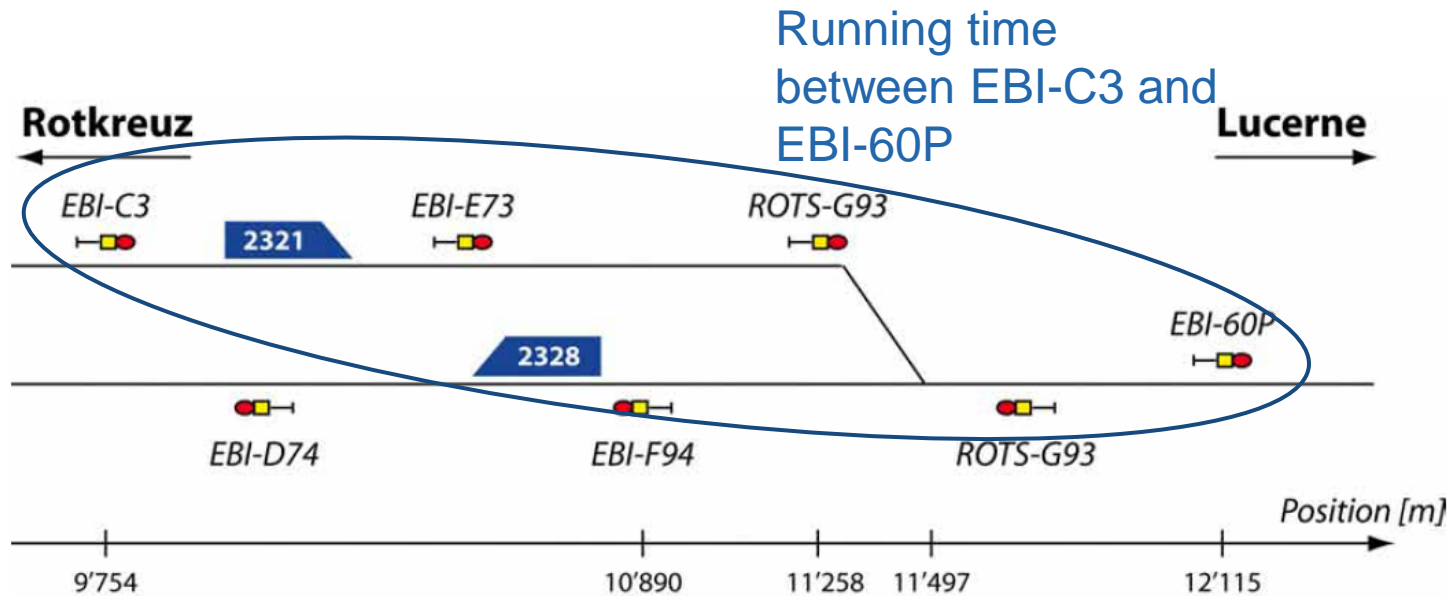 Running time
between EBI-C3 and
EBI-60P
Rotkreuz
Lucerne
EBI-C3
EBI-E73
ROTS-G93
2321
EBI-60P
2328
EBI-D74
EBI-F94
ROTS-G93
Position [m]
9'754
10'890
11'258
11'497
12'115